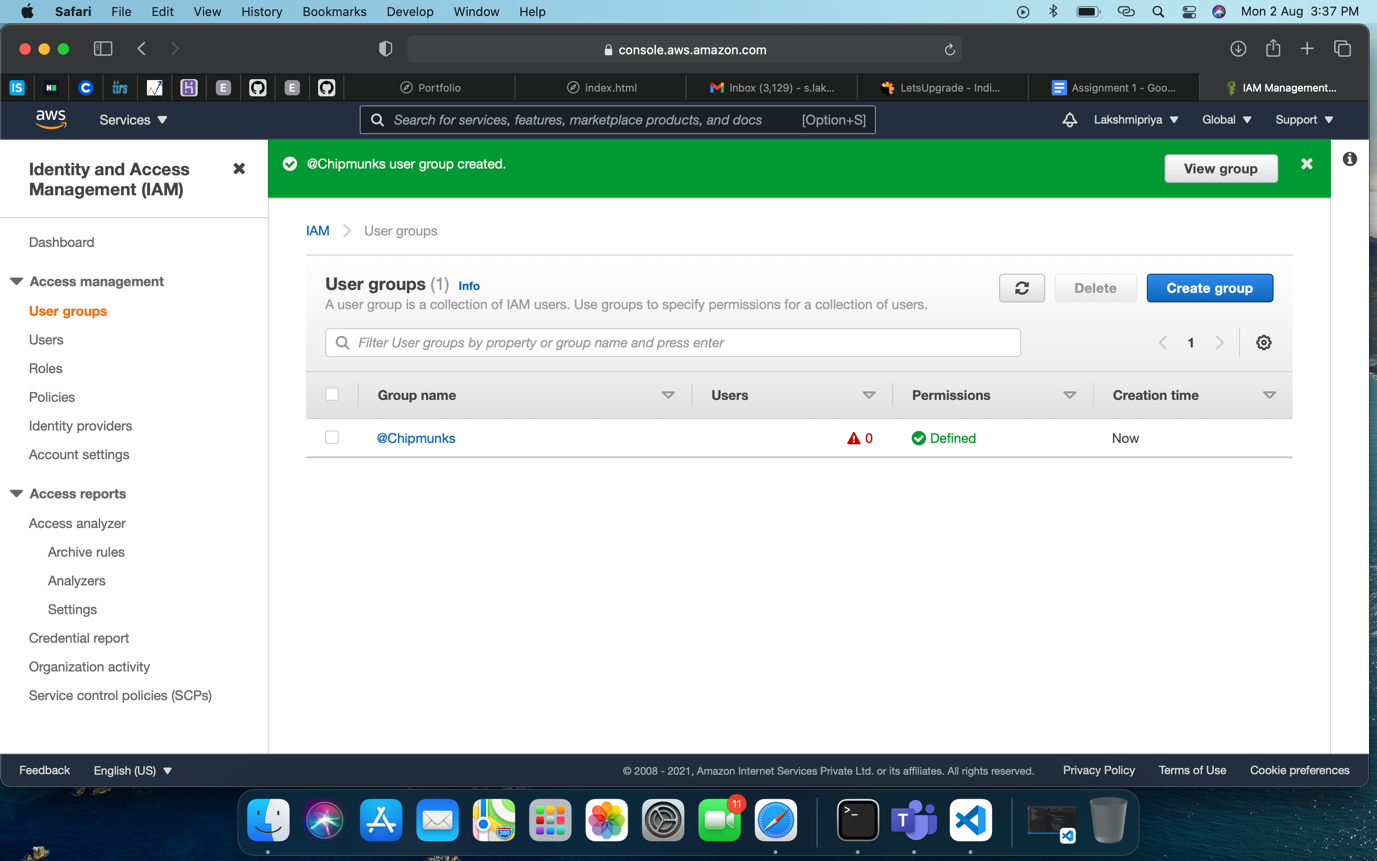 Safari File Edit View History Bookmarks Develop Window Help Mon 2 Aug 3:37 PM
console.aws.amazon.com
IS H C tirs E E Portfolio index.html Inbox (3,129) - s.lak... LetsUpgrade - Indi... Assignment 1 - Goo... IAM Management...
aws Services Search for services, features, marketplace products, and docs [Option+S] Lakshmipriya Global Support
Identity and Access
Management (IAM)
@Chipmunks user group created. View group
Dashboard
Access management
User groups
Users
Roles
Policies
Identity providers
Account settings
Access reports
Access analyzer
Archive rules
Analyzers
Settings
Credential report
Organization activity
Service control policies (SCPs)
IAM User groups
User groups (1) Info
A user group is a collection of IAM users. Use groups to specify permissions for a collection of users.
Delete Create group
Filter User groups by property or group name and press enter 1
Group name Users Permissions Creation time
@Chipmunks 0 Defined Now
Feedback English (US) © 2008 - 2021, Amazon Internet Services Private Ltd. or its affiliates. All rights reserved. Privacy Policy Terms of Use Cookie preferences
11
280
>_
T